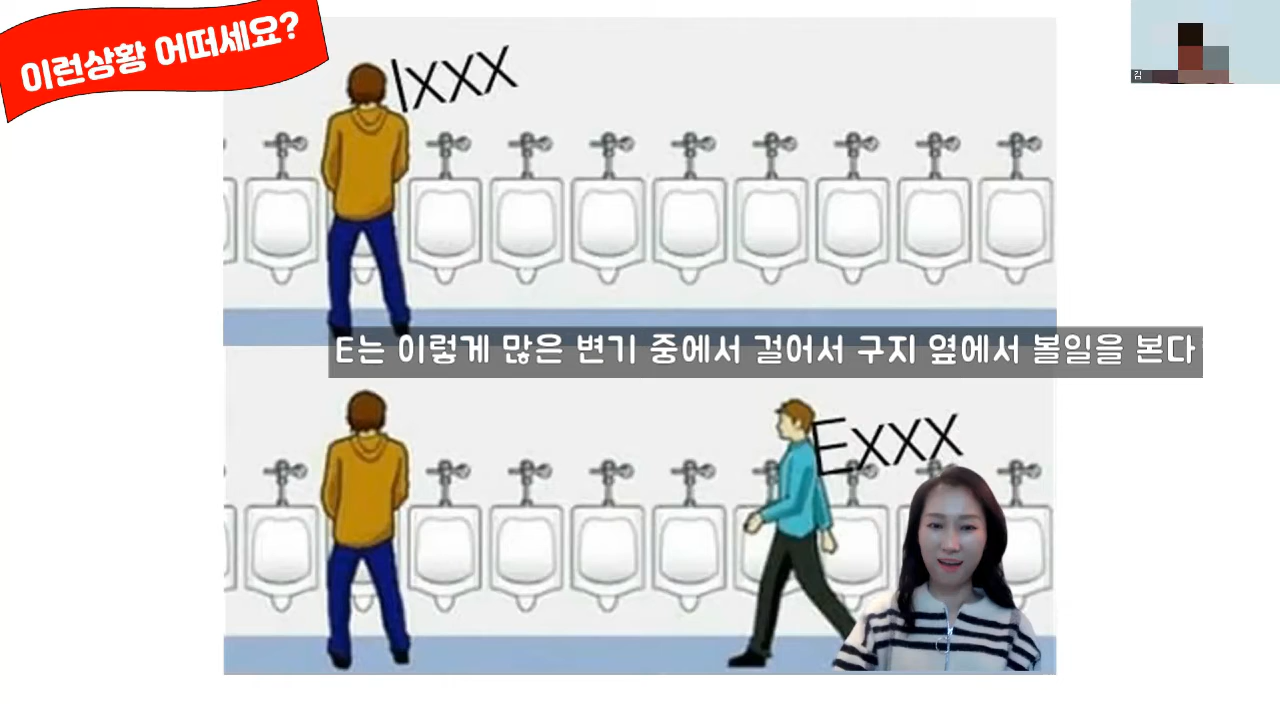 이런상황 어떠세요?
IXXX
김
E는 이렇게 많은 변기 중에서 걸어서 구지 옆에서 볼일을 본다
EXXX